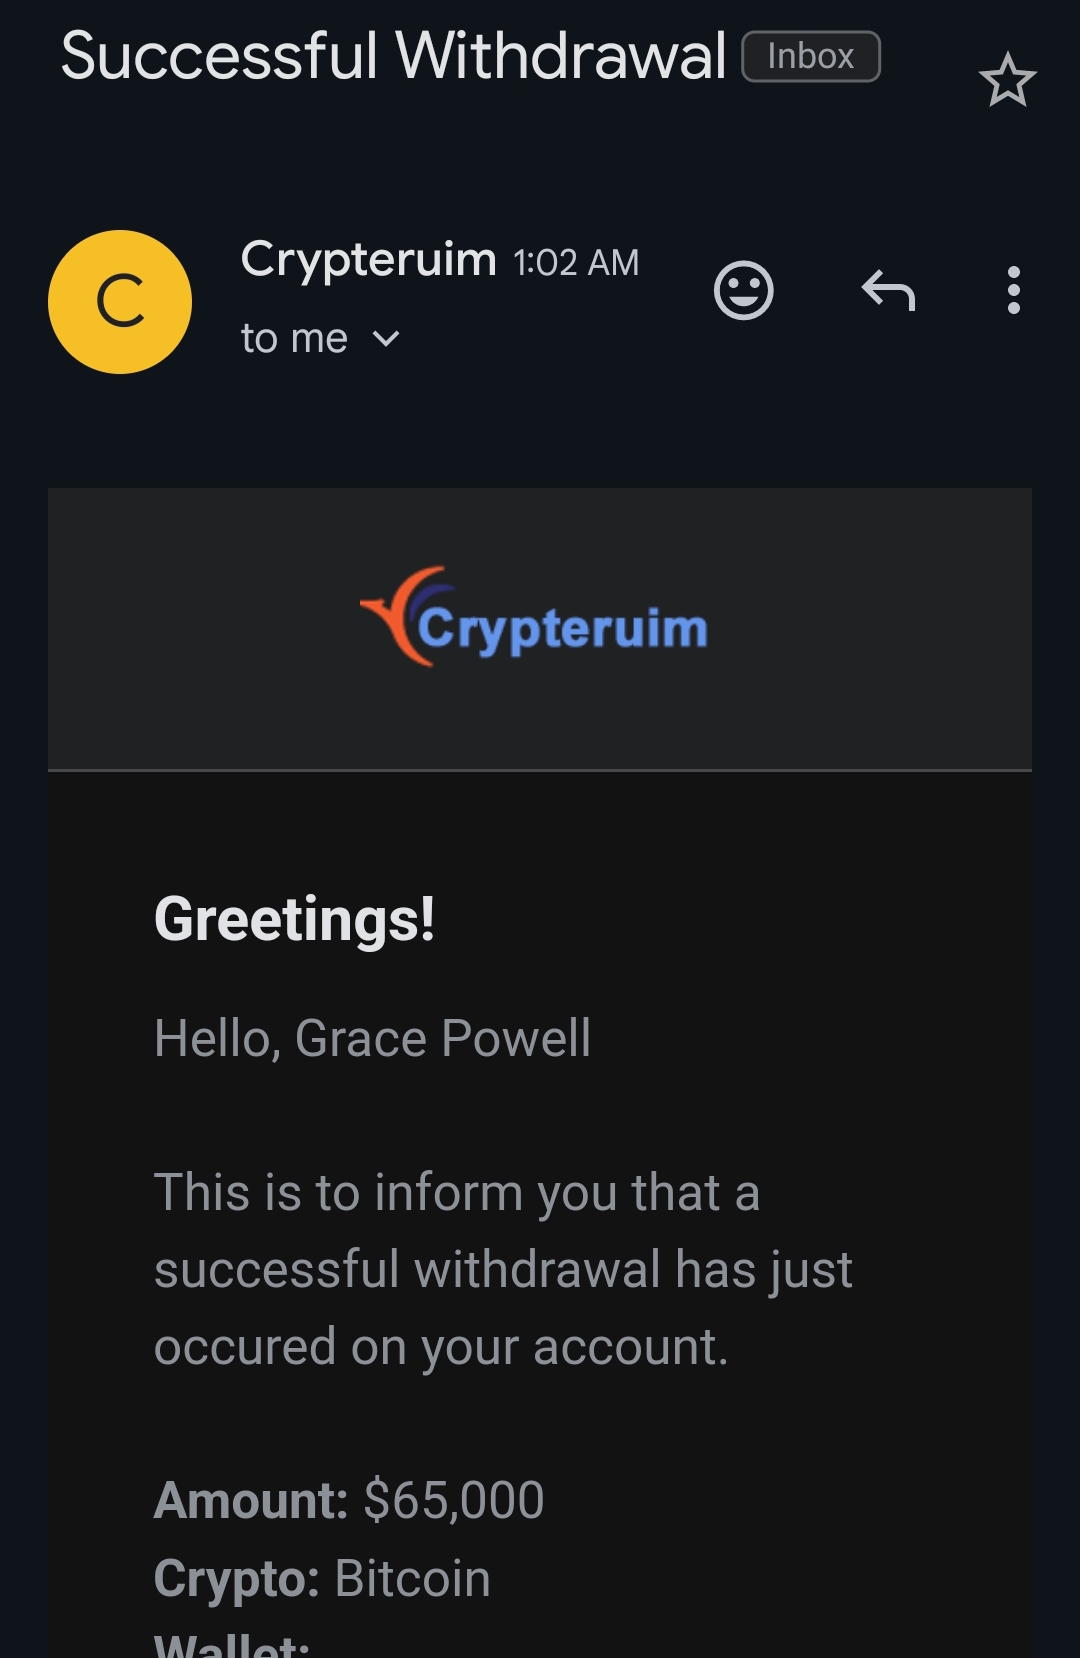 Successful Withdrawal Inbox
C
Crypteruim 1:02 AM
to me
Crypteruim
Greetings!
Hello, Grace Powell
This is to inform you that a
successful withdrawal has just
occured on your account.
Amount: $65,000
Crypto: Bitcoin
Wallet: